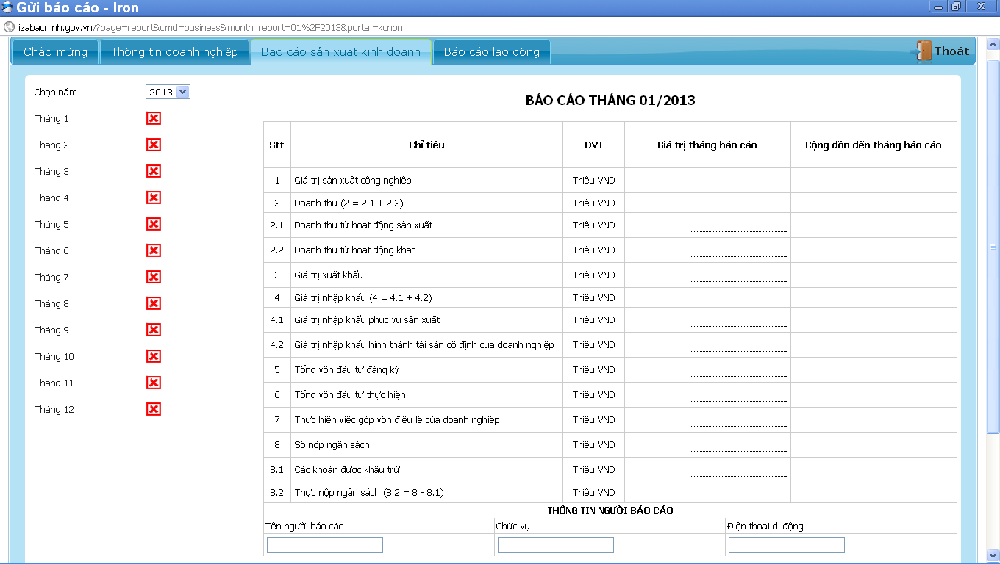 Gửi báo cáo - Iron
izabacninh.gov.vn/?page=report&cmd=business&month_report=01%2F2013&portal=kcnbn
Chào mừng Thông tin doanh nghiệp Báo cáo sản xuất kinh doanh Báo cáo lao động Thoát
Chọn năm 2013
Tháng 1
Tháng 2
Tháng 3
Tháng 4
Tháng 5
Tháng 6
Tháng 7
Tháng 8
Tháng 9
Tháng 10
Tháng 11
Tháng 12
BÁO CÁO THÁNG 01/2013
Stt Chỉ tiêu ĐVT Giá trị tháng báo cáo Cộng dồn đến tháng báo cáo
1 Giá trị sản xuất công nghiệp Triệu VND
2 Doanh thu (2 = 2.1 + 2.2) Triệu VND
2.1 Doanh thu từ hoạt động sản xuất Triệu VND
2.2 Doanh thu từ hoạt động khác Triệu VND
3 Giá trị xuất khẩu Triệu VND
4 Giá trị nhập khẩu (4 = 4.1 + 4.2) Triệu VND
4.1 Giá trị nhập khẩu phục vụ sản xuất Triệu VND
4.2 Giá trị nhập khẩu hình thành tài sản cố định của doanh nghiệp Triệu VND
5 Tổng vốn đầu tư đăng ký Triệu VND
6 Tổng vốn đầu tư thực hiện Triệu VND
7 Thực hiện việc góp vốn điều lệ của doanh nghiệp Triệu VND
8 Số nộp ngân sách Triệu VND
8.1 Các khoản được khấu trừ Triệu VND
8.2 Thực nộp ngân sách (8.2 = 8 - 8.1) Triệu VND
THÔNG TIN NGƯỜI BÁO CÁO
Tên người báo cáo Chức vụ Điện thoại di động